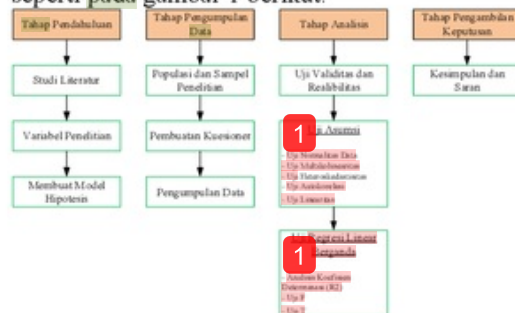 seperti pada gambar 1 berikut:
Tahap Pendahuluan
Studi Literatur
Variabel Penelitian
Membuat Model
Hipotesis
Tahap Pengumpulan
Data
Populasi dan Sampel
Penelitian
Pembuatan Kuesioner
Pengumpulan Data
Tahap Analisis
Uji Validitas dan
Realibilitas
1
Uji Asumsi
- Uji Normalitas Data
- Uji Multikolinearitas
- Uji Heteroskedastisitas
- Uji Autokorelasi
- Uji Linearitas
1
Uji Regresi Linear
Berganda
- Analisis Koefisien
Determinasi (R2)
- Uji F
- Uji T
Tahap Pengambilan
Keputusan
Kesimpulan dan
Saran